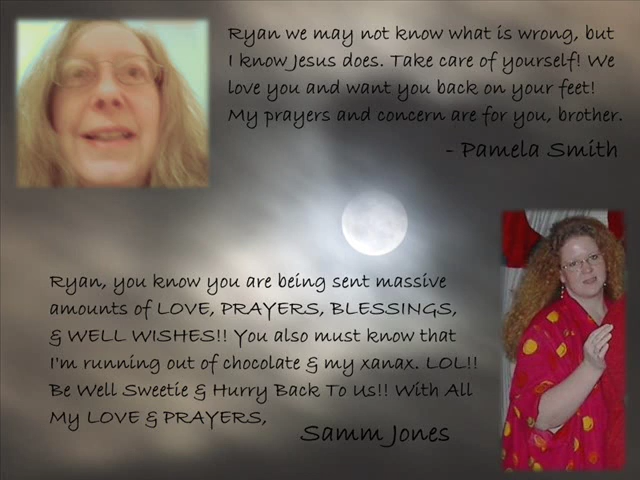 Ryan we may not know what is wrong, but
I know Jesus does. Take care of yourself! We
love you and want you back on your feet!
My prayers and concern are for you, brother.
- Pamela Smith
Ryan, you know you are being sent massive
amounts of LOVE, PRAYERS, BLESSINGS,
& WELL WISHES!! You also must know that
I'm running out of chocolate & my xanax. LOL!!
Be Well Sweetie & Hurry Back To Us!! With All
My LOVE & PRAYERS,
Samm Jones